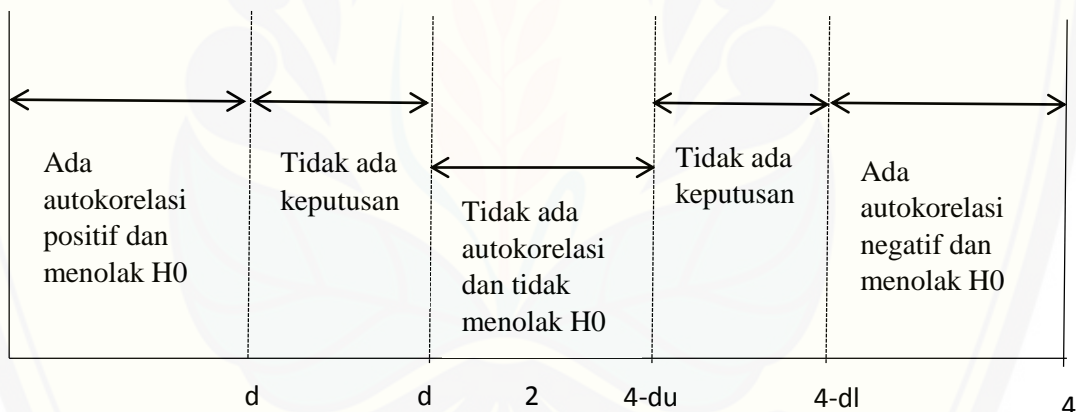 Ada
autokorelasi
positif dan
menolak H0
Tidak ada
keputusan
Tidak ada
autokorelasi
dan tidak
menolak H0
Tidak ada
keputusan
Ada
autokorelasi
negatif dan
menolak H0
d d 2 4-du 4-dl 4